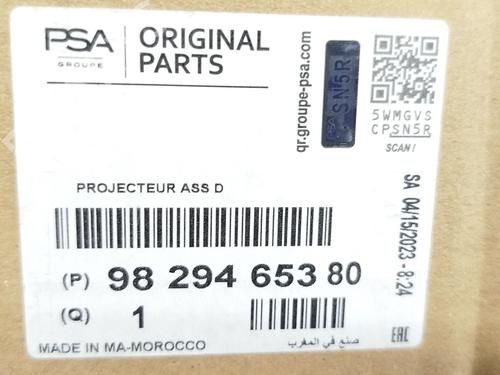 PSA
GROUPE
ORIGINAL
PARTS
qr.groupe-psa.com
PSA
SN5R
5WMGVS
CPSN5R
SCAN!
PROJECTEUR ASS D
SA 04/15/2023 - 8:24
(P) 98 294 653 80
(Q) 1
MADE IN MA-MOROCCO
صنع في المغرب
EAC